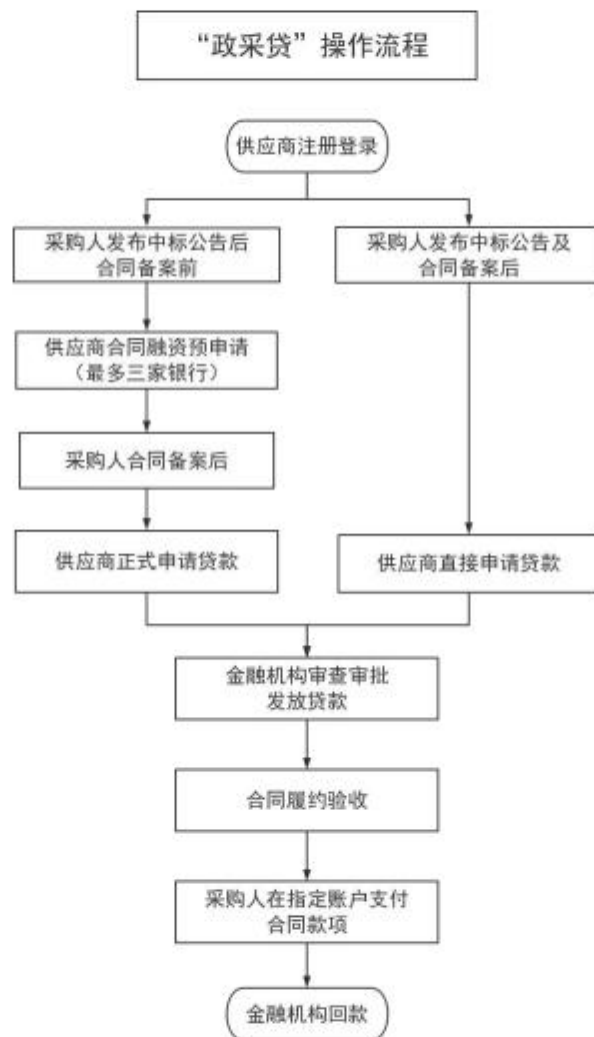 “政采贷”操作流程
供应商注册登录
采购人发布中标公告后
合同备案前
采购人发布中标公告及
合同备案后
供应商合同融资预申请
（最多三家银行）
采购人合同备案后
供应商正式申请贷款
供应商直接申请贷款
金融机构审查审批
发放贷款
合同履约验收
采购人在指定账户支付
合同款项
金融机构回款